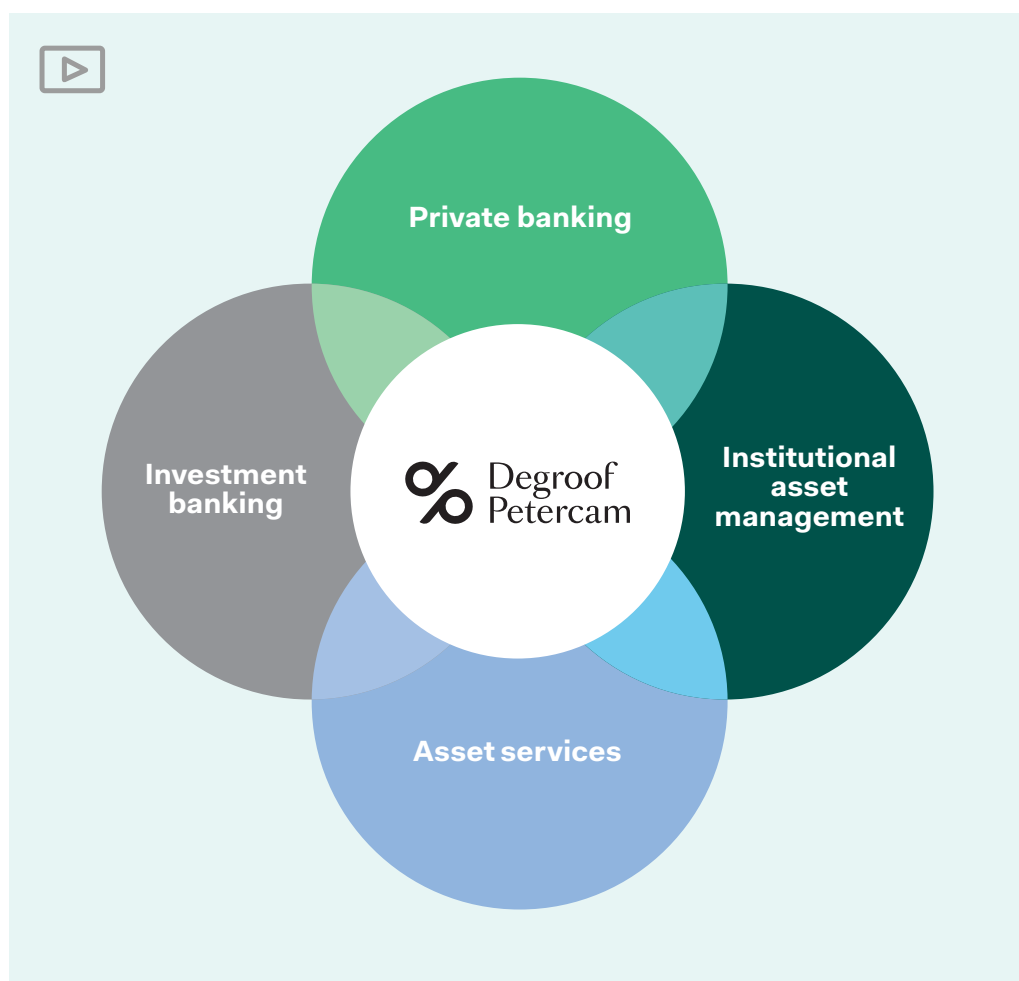 Private banking
Investment
banking
Degroof
Petercam
Institutional
asset
management
Asset services